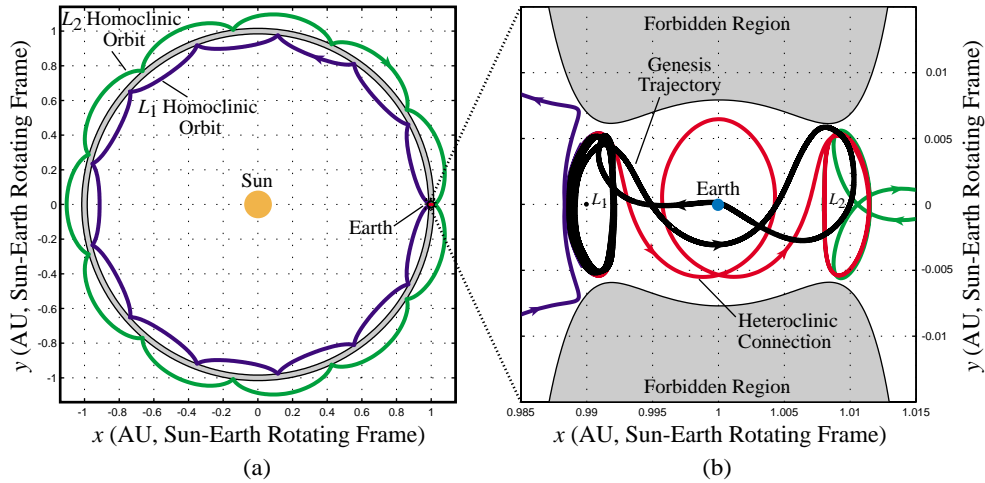 (a)
L2 Homoclinic
Orbit
L1 Homoclinic
Orbit
Sun
Earth
y (AU, Sun-Earth Rotating Frame)
1
0.8
0.6
0.4
0.2
0
-0.2
-0.4
-0.6
-0.8
-1
-1 -0.8 -0.6 -0.4 -0.2 0 0.2 0.4 0.6 0.8 1
x (AU, Sun-Earth Rotating Frame)
(a)
(b)
Forbidden Region
Genesis
Trajectory
L1
Earth
L2
Heteroclinic
Connection
Forbidden Region
0.01
0.005
0
-0.005
-0.01
y (AU, Sun-Earth Rotating Frame)
0.985 0.99 0.995 1 1.005 1.01 1.015
x (AU, Sun-Earth Rotating Frame)
(b)